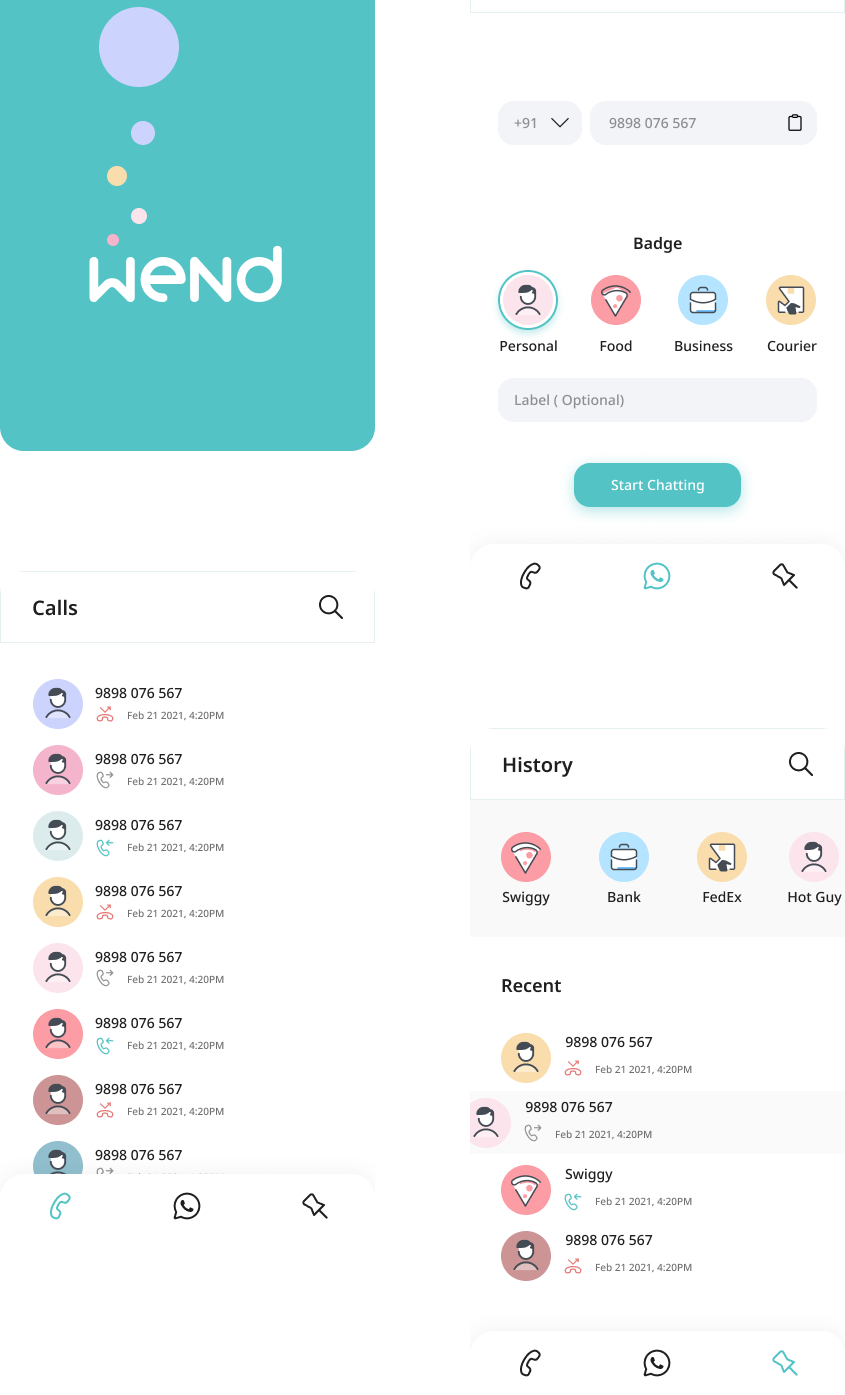 wend
Calls
9898 076 567
Feb 21 2021, 4:20PM
9898 076 567
Feb 21 2021, 4:20PM
9898 076 567
Feb 21 2021, 4:20PM
9898 076 567
Feb 21 2021, 4:20PM
9898 076 567
Feb 21 2021, 4:20PM
9898 076 567
Feb 21 2021, 4:20PM
9898 076 567
Feb 21 2021, 4:20PM
9898 076 567
+91 9898 076 567
Badge
Personal Food Business Courier
Label ( Optional)
Start Chatting
History
Swiggy Bank FedEx Hot Guy
Recent
9898 076 567
Feb 21 2021, 4:20PM
9898 076 567
Feb 21 2021, 4:20PM
Swiggy
Feb 21 2021, 4:20PM
9898 076 567
Feb 21 2021, 4:20PM